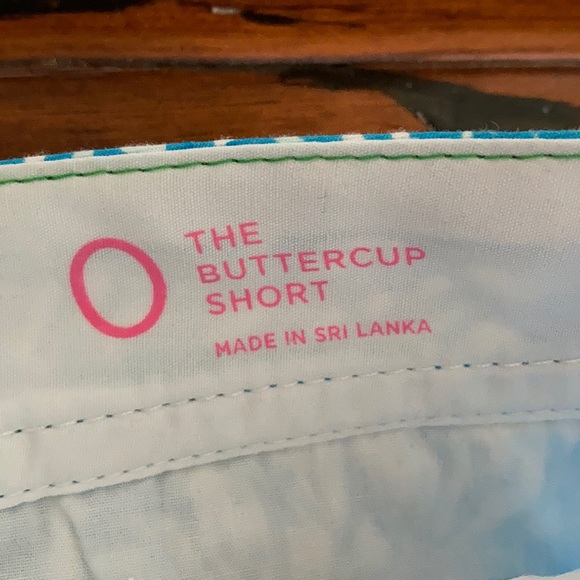 0
THE
BUTTERCUP
SHORT
MADE IN SRI LANKA